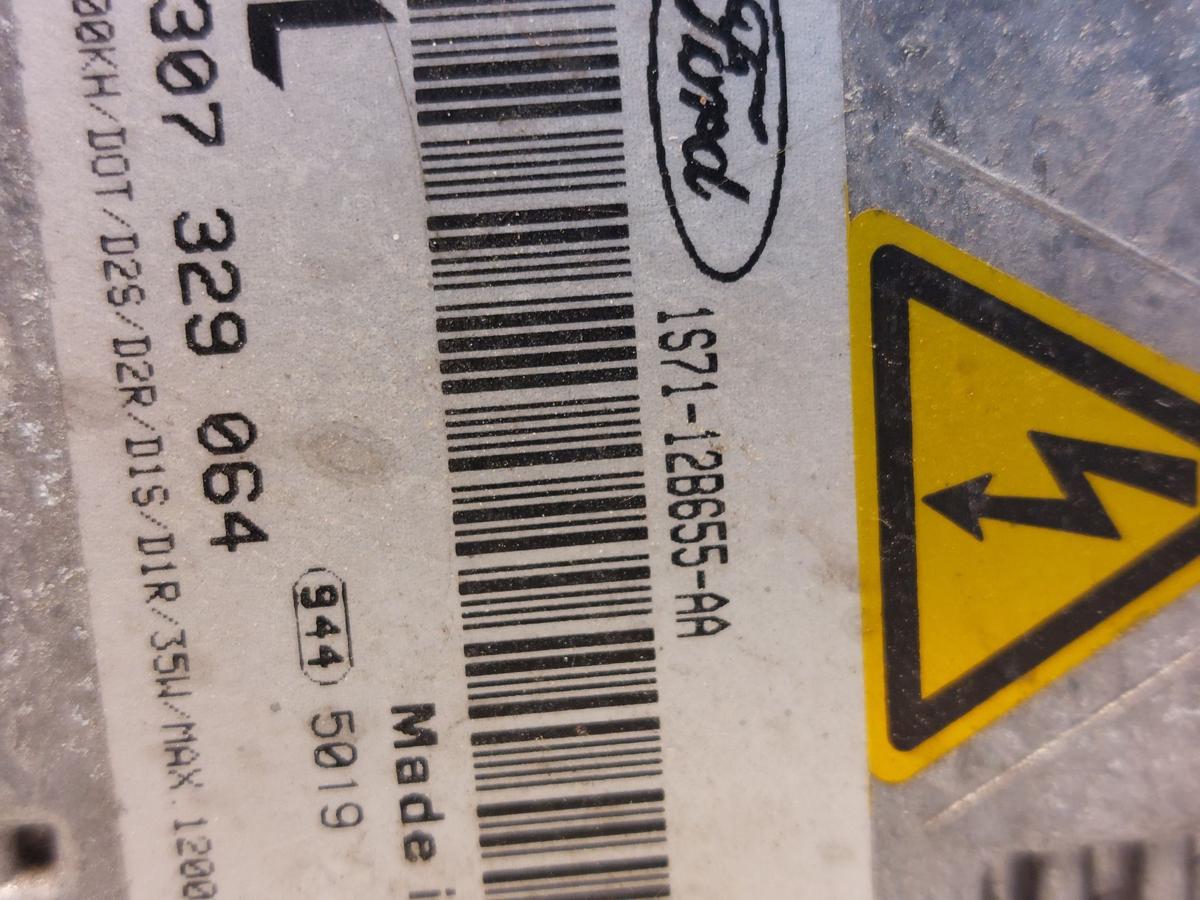 Ford
1S71-12B655-AA
Made i
L
307 329 064
944 5019
00KH/DOT/D2S/D2R/D1S/D1R/35W/MAX.1200